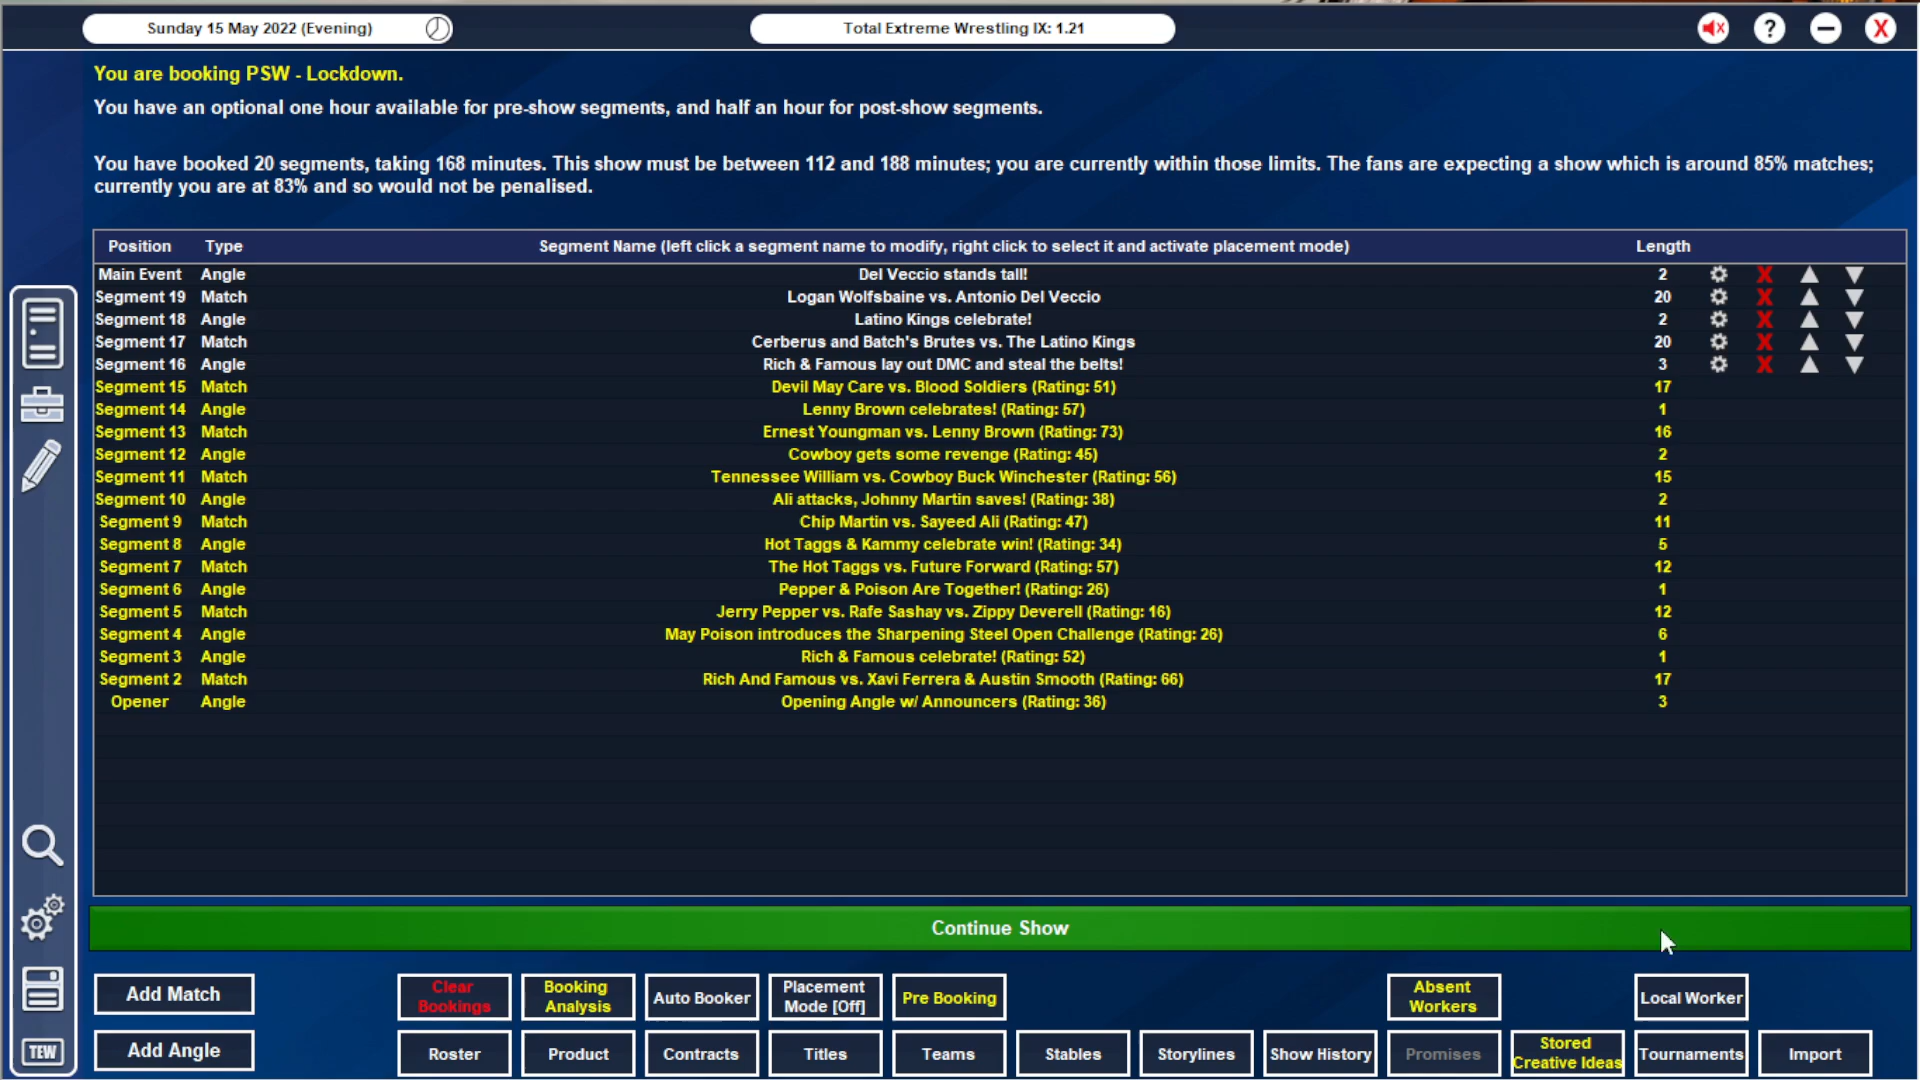 Sunday 15 May 2022 (Evening)
Total Extreme Wrestling IX: 1.21
?
X
You are booking PSW - Lockdown.
You have an optional one hour available for pre-show segments, and half an hour for post-show segments.
You have booked 20 segments, taking 168 minutes. This show must be between 112 and 188 minutes; you are currently within those limits. The fans are expecting a show which is around 85% matches;
currently you are at 83% and so would not be penalised.
Position Type Segment Name (left click a segment name to modify, right click to select it and activate placement mode) Length
Main Event Angle Del Veccio stands tall! 2 X
Segment 19 Match Logan Wolfsbaine vs. Antonio Del Veccio 20 X
Segment 18 Angle Latino Kings celebrate! 2 X
Segment 17 Match Cerberus and Batch's Brutes vs. The Latino Kings 20 X
Segment 16 Angle Rich & Famous lay out DMC and steal the belts! 3 X
Segment 15 Match Devil May Care vs. Blood Soldiers (Rating: 51) 17
Segment 14 Angle Lenny Brown celebrates! (Rating: 57) 1
Segment 13 Match Ernest Youngman vs. Lenny Brown (Rating: 73) 16
Segment 12 Angle Cowboy gets some revenge (Rating: 45) 2
Segment 11 Match Tennessee William vs. Cowboy Buck Winchester (Rating: 56) 15
Segment 10 Angle Ali attacks, Johnny Martin saves! (Rating: 38) 2
Segment 9 Match Chip Martin vs. Sayeed Ali (Rating: 47) 11
Segment 8 Angle Hot Taggs & Kammy celebrate win! (Rating: 34) 5
Segment 7 Match The Hot Taggs vs. Future Forward (Rating: 57) 12
Segment 6 Angle Pepper & Poison Are Together! (Rating: 26) 1
Segment 5 Match Jerry Pepper vs. Rafe Sashay vs. Zippy Deverell (Rating: 16) 12
Segment 4 Angle May Poison introduces the Sharpening Steel Open Challenge (Rating: 26) 6
Segment 3 Angle Rich & Famous celebrate! (Rating: 52) 1
Segment 2 Match Rich And Famous vs. Xavi Ferrera & Austin Smooth (Rating: 66) 17
Opener Angle Opening Angle w/ Announcers (Rating: 36) 3
Continue Show
Add Match
Clear
Bookings
Booking
Analysis
Auto Booker
Placement
Mode [Off]
Pre Booking
Absent
Workers
Local Worker
TEW
Add Angle
Roster
Product
Contracts
Titles
Teams
Stables
Storylines
Show History
Promises
Stored
Creative Ideas
Tournaments
Import